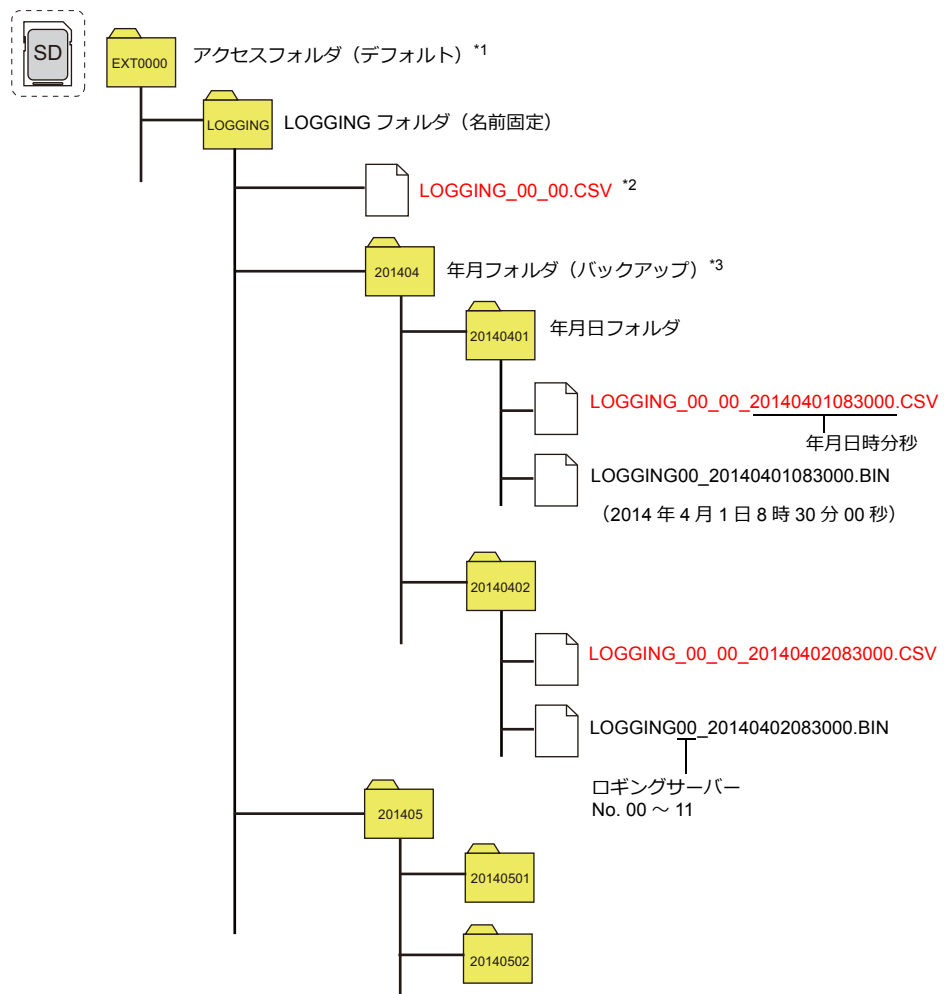 SD
EXT0000
アクセスフォルダ（デフォルト）*1
LOGGING
LOGGING フォルダ（名前固定）
LOGGING_00_00.CSV *2
201404
年月フォルダ（バックアップ）*3
20140401
年月日フォルダ
LOGGING_00_00_20140401083000.CSV
年月日時分秒
LOGGING00_20140401083000.BIN
（2014 年 4 月 1 日 8 時 30 分 00 秒）
20140402
LOGGING_00_00_20140402083000.CSV
LOGGING00_20140402083000.BIN
ロギングサーバー
No. 00 ～ 11
201405
20140501
20140502